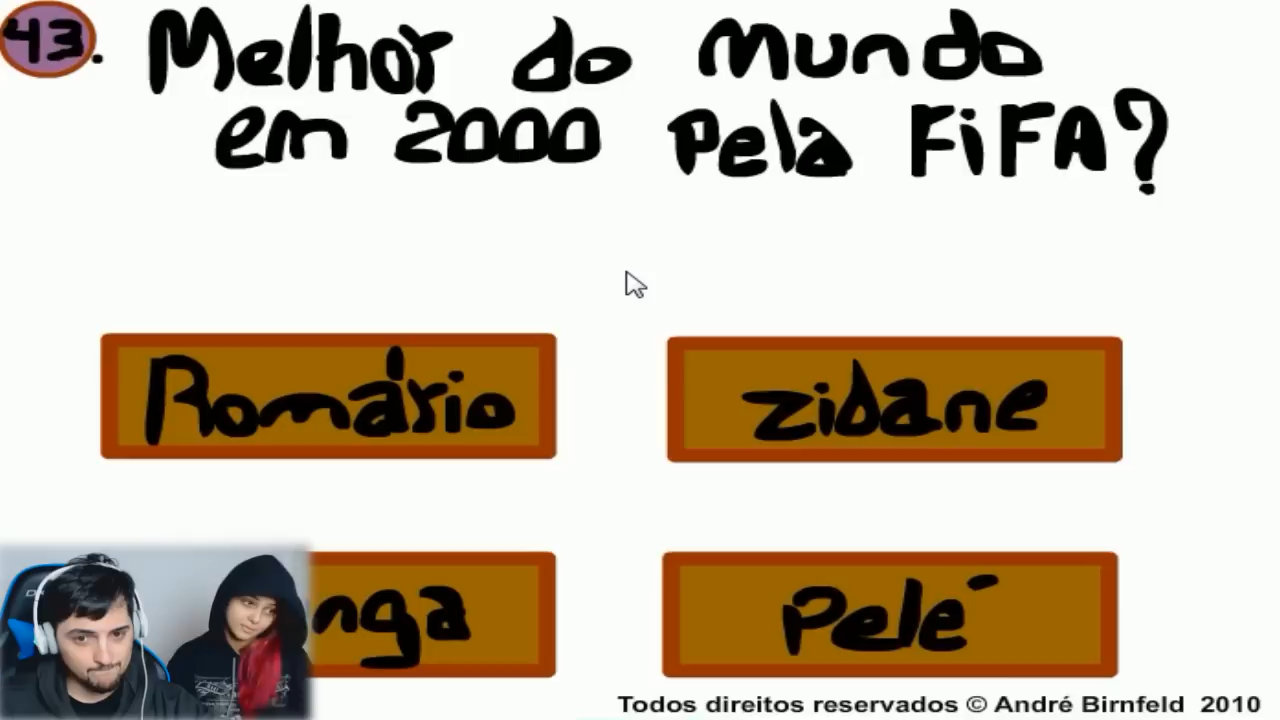 43. Melhor do mundo
em 2000 Pela FiFA?
Romário
zidane
nga
Pelé
Todos direitos reservados © André Birnfeld 2010